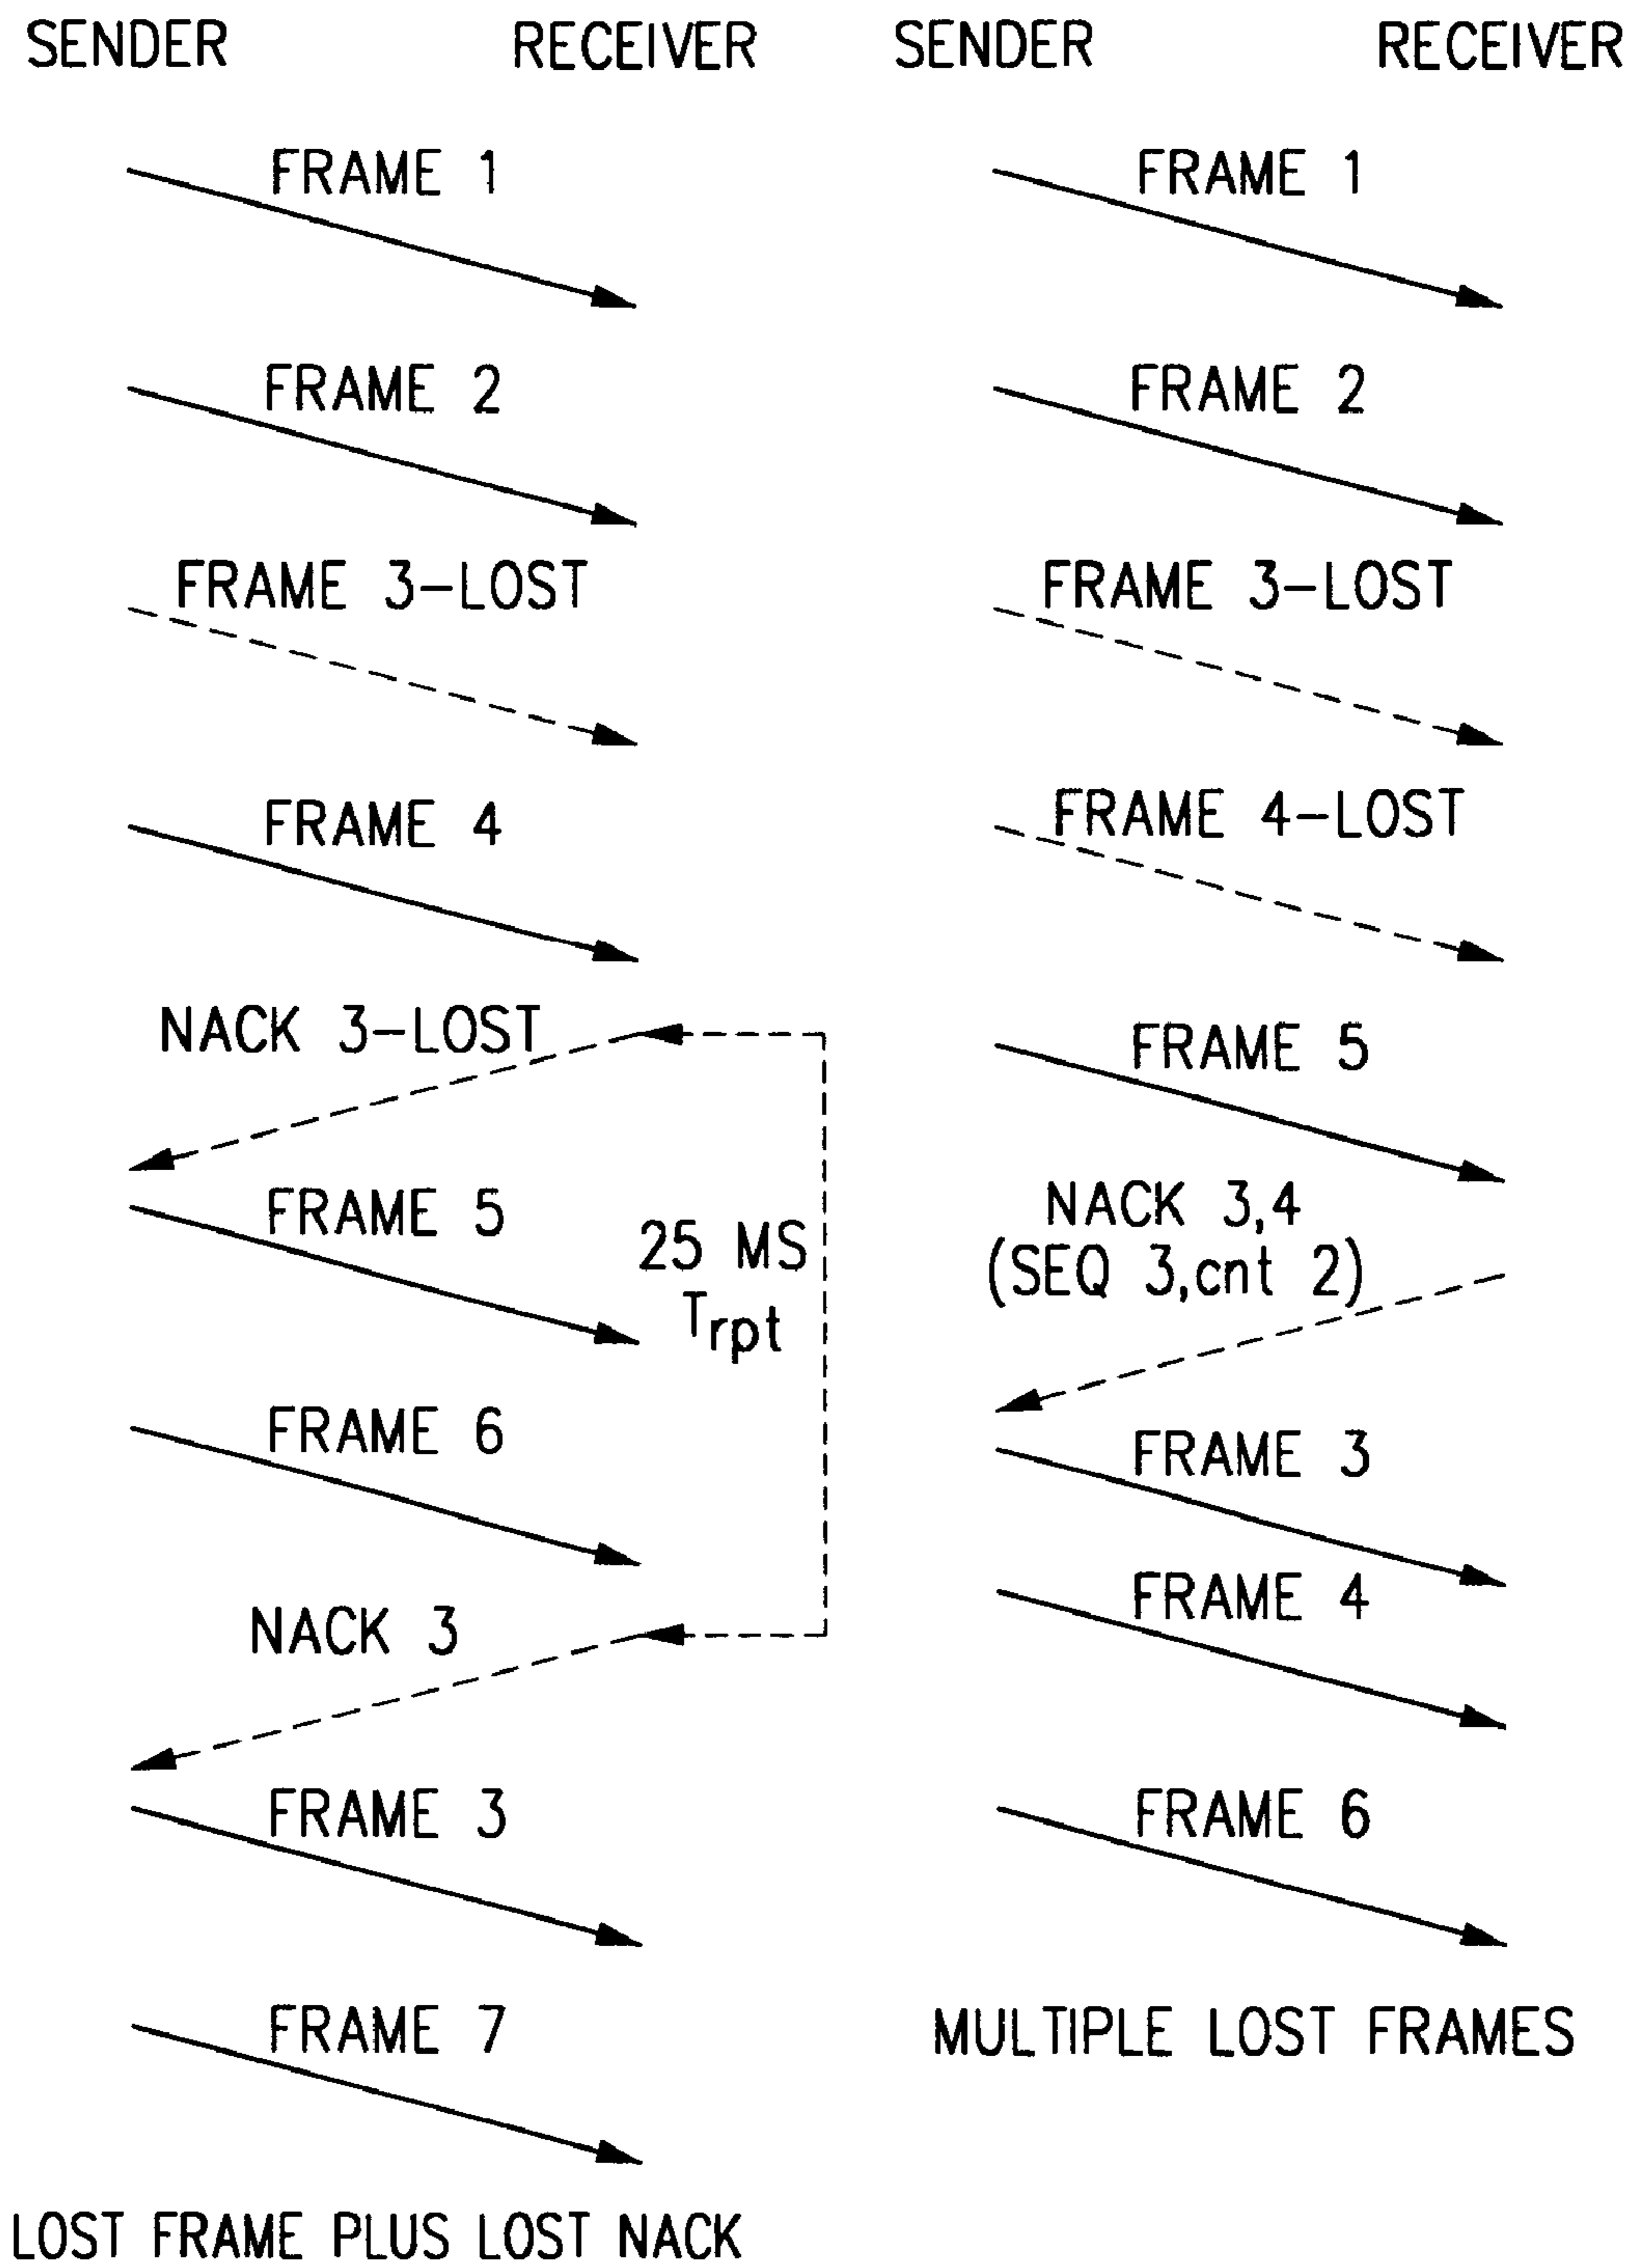 SENDER RECEIVER
FRAME 1
FRAME 2
FRAME 3-LOST
FRAME 4
NACK 3-LOST
FRAME 5
25 MS
Trpt
FRAME 6
NACK 3
FRAME 3
FRAME 7
LOST FRAME PLUS LOST NACK
SENDER RECEIVER
FRAME 1
FRAME 2
FRAME 3-LOST
FRAME 4-LOST
FRAME 5
NACK 3,4
(SEQ 3,cnt 2)
FRAME 3
FRAME 4
FRAME 6
MULTIPLE LOST FRAMES